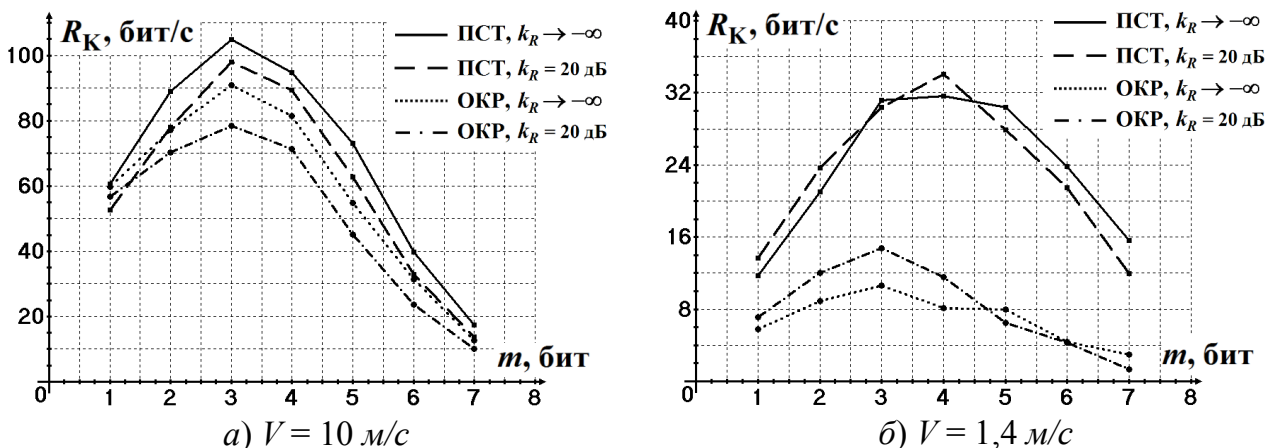 R_K, бит/с
100
80
60
40
20
0
1 2 3 4 5 6 7 8
m, бит
ПСТ, k_R → −∞
ПСТ, k_R = 20 дБ
ОКР, k_R → −∞
ОКР, k_R = 20 дБ
а) V = 10 м/с
R_K, бит/с
40
32
24
16
8
0
1 2 3 4 5 6 7 8
m, бит
ПСТ, k_R → −∞
ПСТ, k_R = 20 дБ
ОКР, k_R → −∞
ОКР, k_R = 20 дБ
б) V = 1,4 м/с